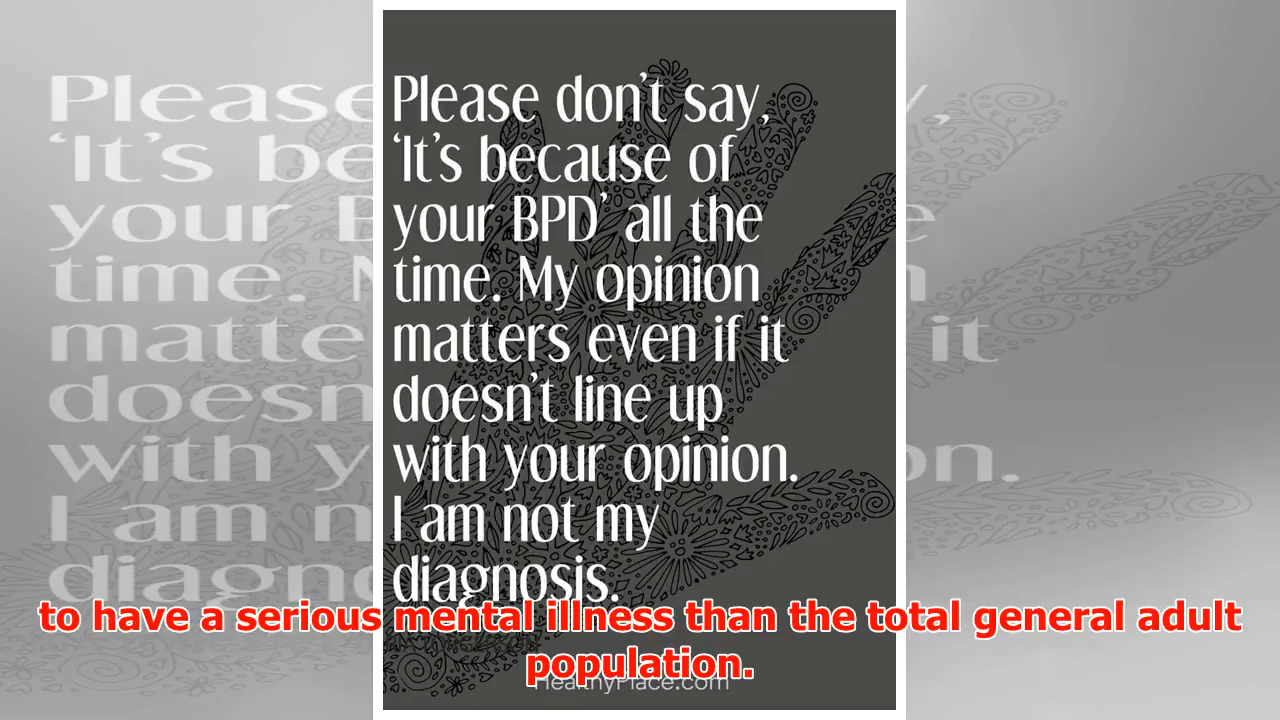 Please don't say,
‘It's because of
your BPD’ all the
time. My opinion
matters even if it
doesn't line up
with your opinion.
I am not my
diagnosis.
to have a serious mental illness than the total general adult
population.
HealthyPlace.com